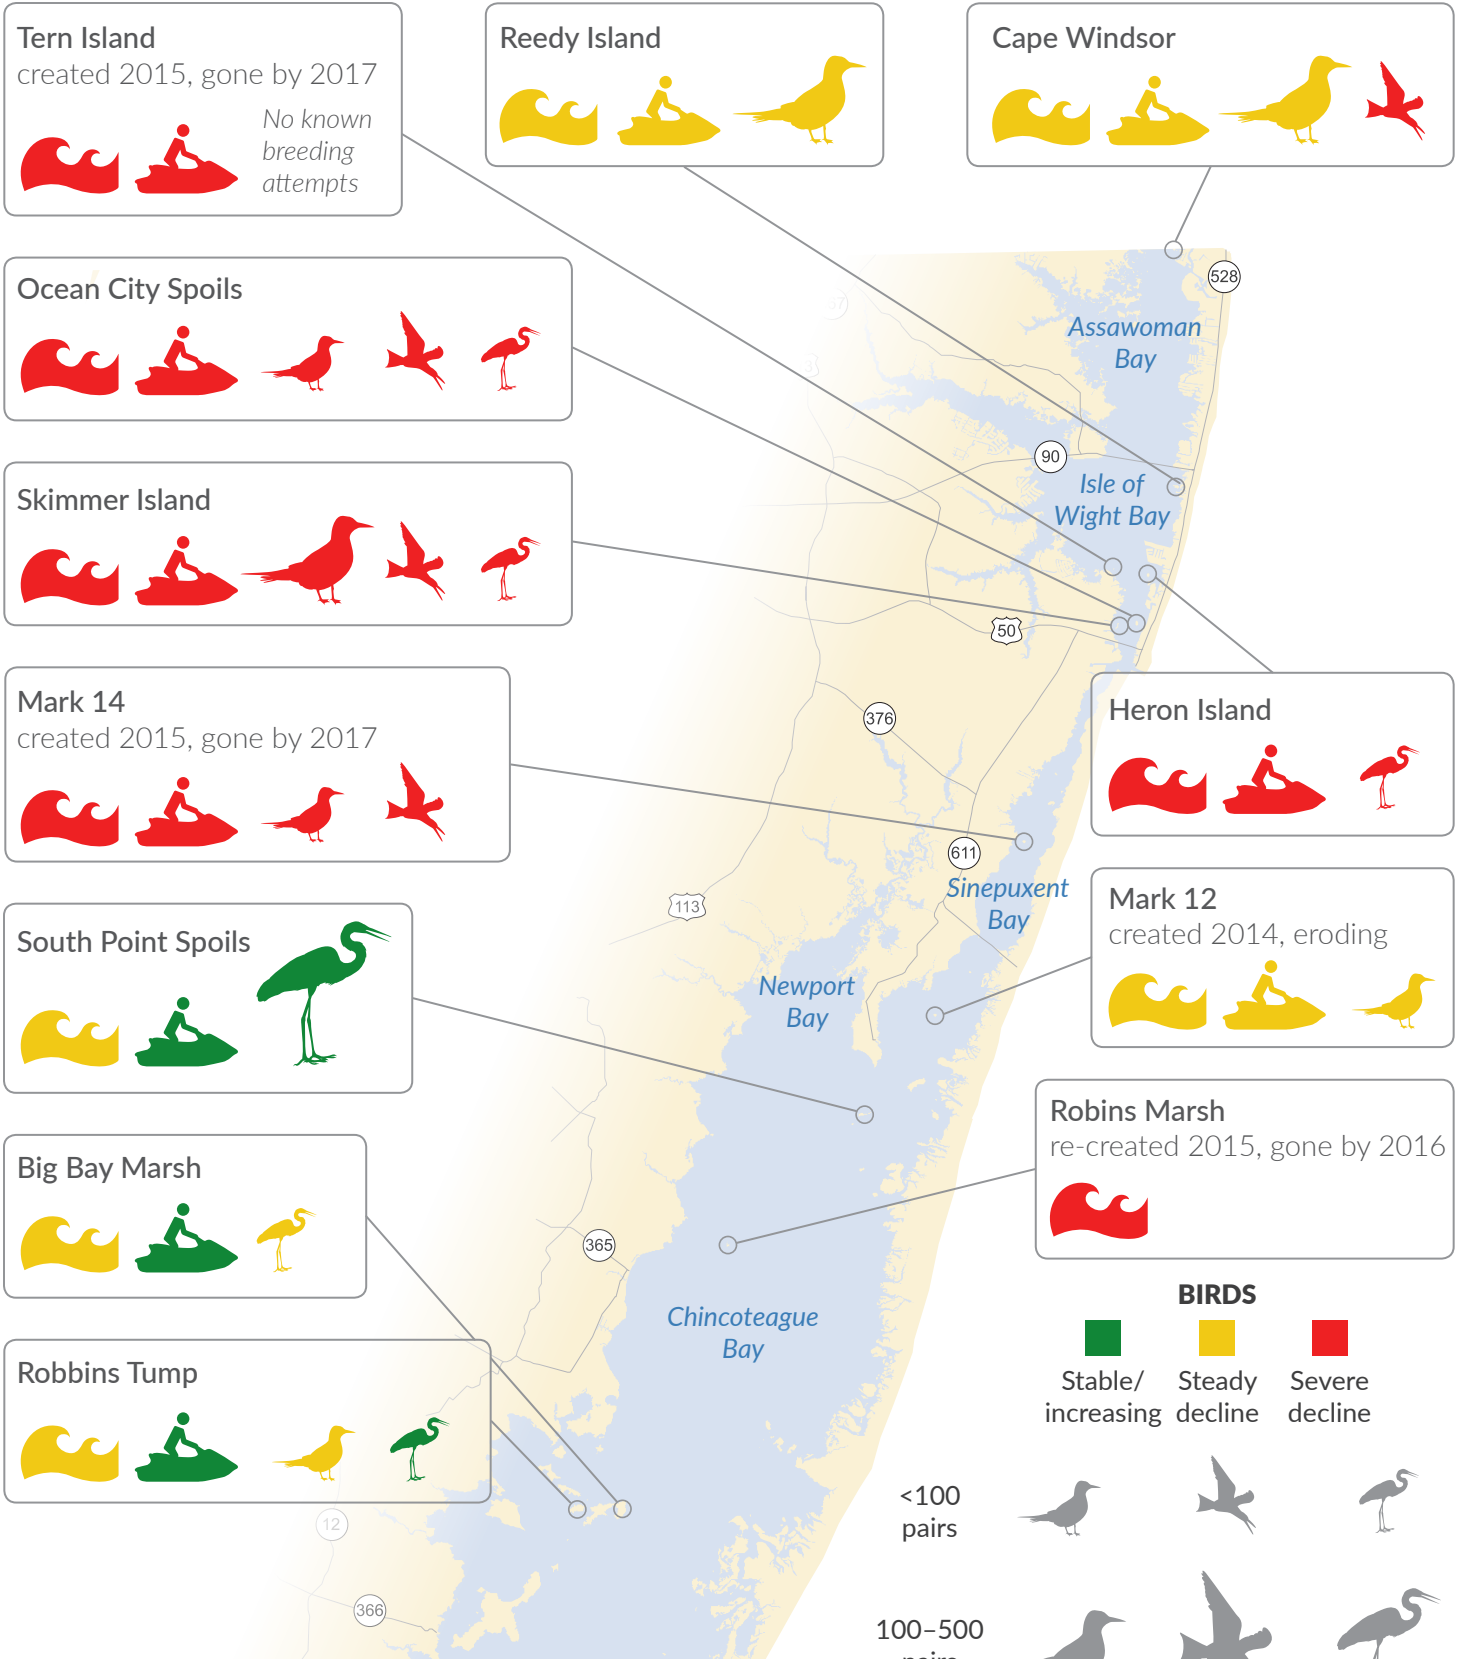 Tern Island
created 2015, gone by 2017
No known
breeding
attempts
Reedy Island
Cape Windsor
Ocean City Spoils
528
Assawoman
Bay
90
Isle of
Wight Bay
Skimmer Island
50
Mark 14
created 2015, gone by 2017
376
Heron Island
611
Sinepuxent
Bay
113
Mark 12
created 2014, eroding
South Point Spoils
Newport
Bay
Robins Marsh
re-created 2015, gone by 2016
Big Bay Marsh
365
Chincoteague
Bay
BIRDS
Stable/
increasing
Steady
decline
Severe
decline
Robbins Tump
<100
pairs
12
366
100–500